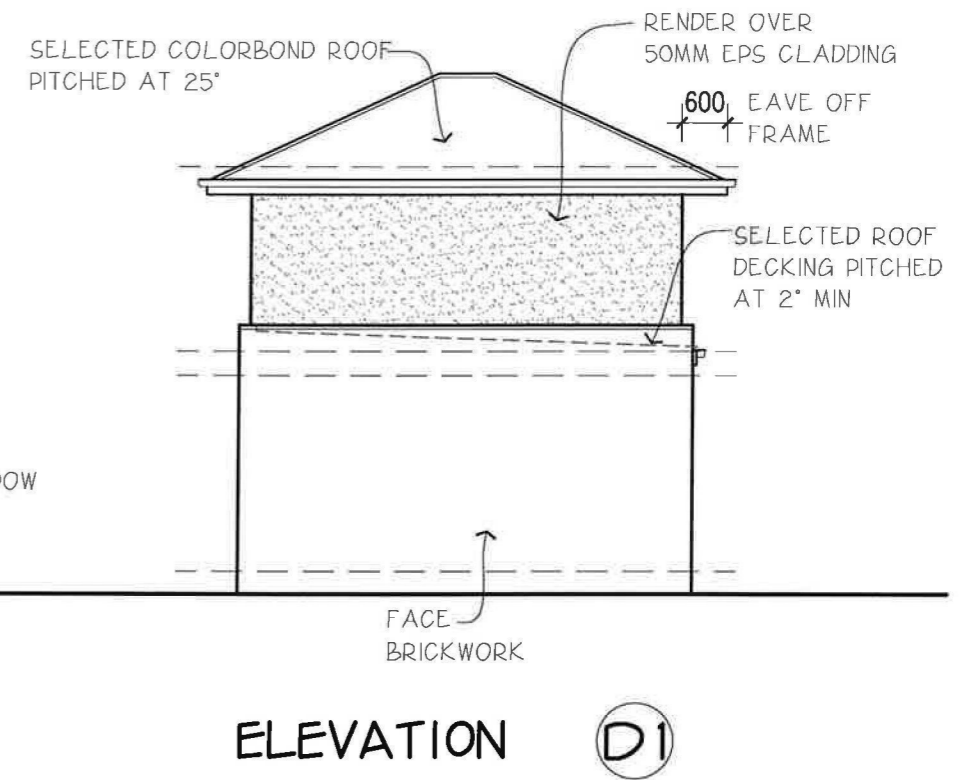 SELECTED COLORBOND ROOF
PITCHED AT 25°
RENDER OVER
50MM EPS CLADDING
600 EAVE OFF
FRAME
SELECTED ROOF
DECKING PITCHED
AT 2° MIN
FACE
BRICKWORK
ELEVATION D1